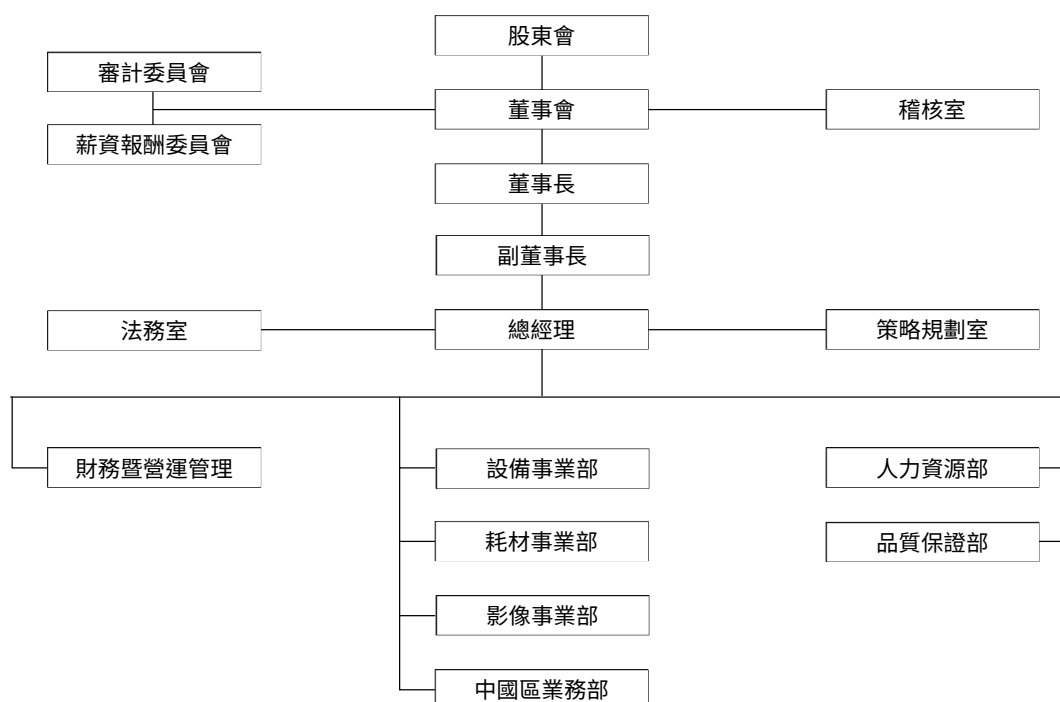 股東會
審計委員會
董事會
稽核室
薪資報酬委員會
董事長
副董事長
法務室
總經理
策略規劃室
財務暨營運管理
設備事業部
人力資源部
耗材事業部
品質保證部
影像事業部
中國區業務部